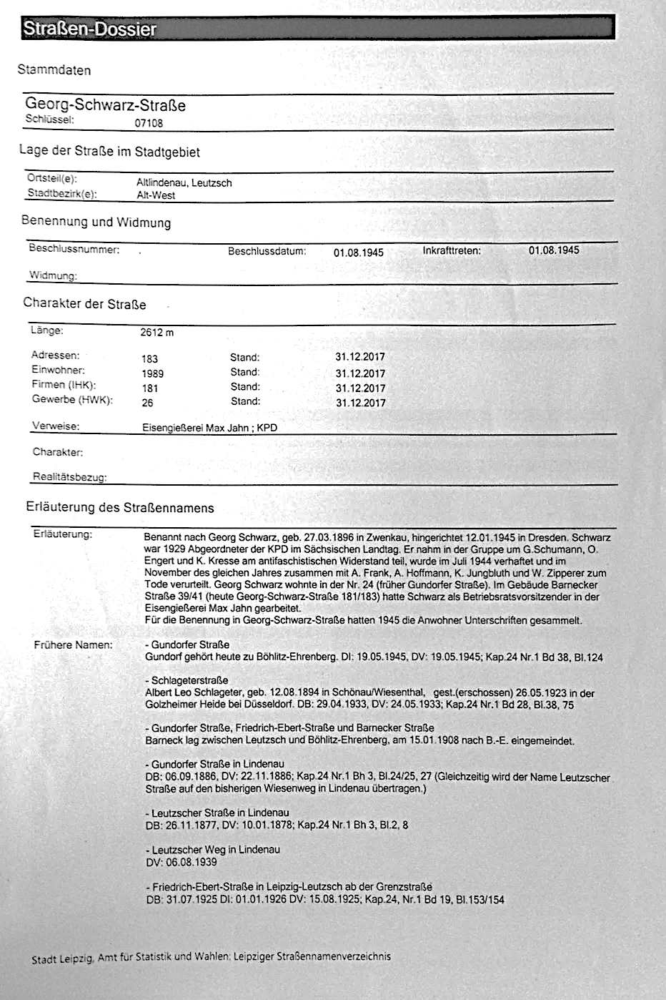 Straßen-Dossier
Stammdaten
Georg-Schwarz-Straße
Schlüssel: 07108
Lage der Straße im Stadtgebiet
Ortsteil(e): Altlindenau, Leutzsch
Stadtbezirk(e): Alt-West
Benennung und Widmung
Beschlussnummer: . Beschlussdatum: 01.08.1945 Inkrafttreten: 01.08.1945
Widmung:
Charakter der Straße
Länge: 2612 m
Adressen: 183 Stand: 31.12.2017
Einwohner: 1989 Stand: 31.12.2017
Firmen (IHK): 181 Stand: 31.12.2017
Gewerbe (HWK): 26 Stand: 31.12.2017
Verweise: Eisengießerei Max Jahn ; KPD
Charakter:
Realitätsbezug:
Erläuterung des Straßennamens
Erläuterung: Benannt nach Georg Schwarz, geb. 27.03.1896 in Zwenkau, hingerichtet 12.01.1945 in Dresden. Schwarz
war 1929 Abgeordneter der KPD im Sächsischen Landtag. Er nahm in der Gruppe um G.Schumann, O.
Engert und K. Kresse am antifaschistischen Widerstand teil, wurde im Juli 1944 verhaftet und im
November des gleichen Jahres zusammen mit A. Frank, A. Hoffmann, K. Jungbluth und W. Zipperer zum
Tode verurteilt. Georg Schwarz wohnte in der Nr. 24 (früher Gundorfer Straße). Im Gebäude Barnecker
Straße 39/41 (heute Georg-Schwarz-Straße 181/183) hatte Schwarz als Betriebsratsvorsitzender in der
Eisengießerei Max Jahn gearbeitet.
Für die Benennung in Georg-Schwarz-Straße hatten 1945 die Anwohner Unterschriften gesammelt.
Frühere Namen: - Gundorfer Straße
Gundorf gehört heute zu Böhlitz-Ehrenberg. DI: 19.05.1945, DV: 19.05.1945; Kap.24 Nr.1 Bd 38, Bl.124
- Schlageterstraße
Albert Leo Schlageter, geb. 12.08.1894 in Schönau/Wiesenthal, gest.(erschossen) 26.05.1923 in der
Golzheimer Heide bei Düsseldorf. DB: 29.04.1933, DV: 24.05.1933; Kap.24 Nr.1 Bd 28, Bl.38, 75
- Gundorfer Straße, Friedrich-Ebert-Straße und Barnecker Straße
Barneck lag zwischen Leutzsch und Böhlitz-Ehrenberg, am 15.01.1908 nach B.-E. eingemeindet.
- Gundorfer Straße in Lindenau
DB: 06.09.1886, DV: 22.11.1886; Kap.24 Nr.1 Bh 3, Bl.24/25, 27 (Gleichzeitig wird der Name Leutzscher
Straße auf den bisherigen Wiesenweg in Lindenau übertragen.)
- Leutzscher Straße in Lindenau
DB: 26.11.1877, DV: 10.01.1878; Kap.24 Nr.1 Bh 3, Bl.2, 8
- Leutzscher Weg in Lindenau
DV: 06.08.1939
- Friedrich-Ebert-Straße in Leipzig-Leutzsch ab der Grenzstraße
DB: 31.07.1925 DI: 01.01.1926 DV: 15.08.1925; Kap.24, Nr.1 Bd 19, Bl.153/154
Stadt Leipzig, Amt für Statistik und Wahlen: Leipziger Straßennamenverzeichnis